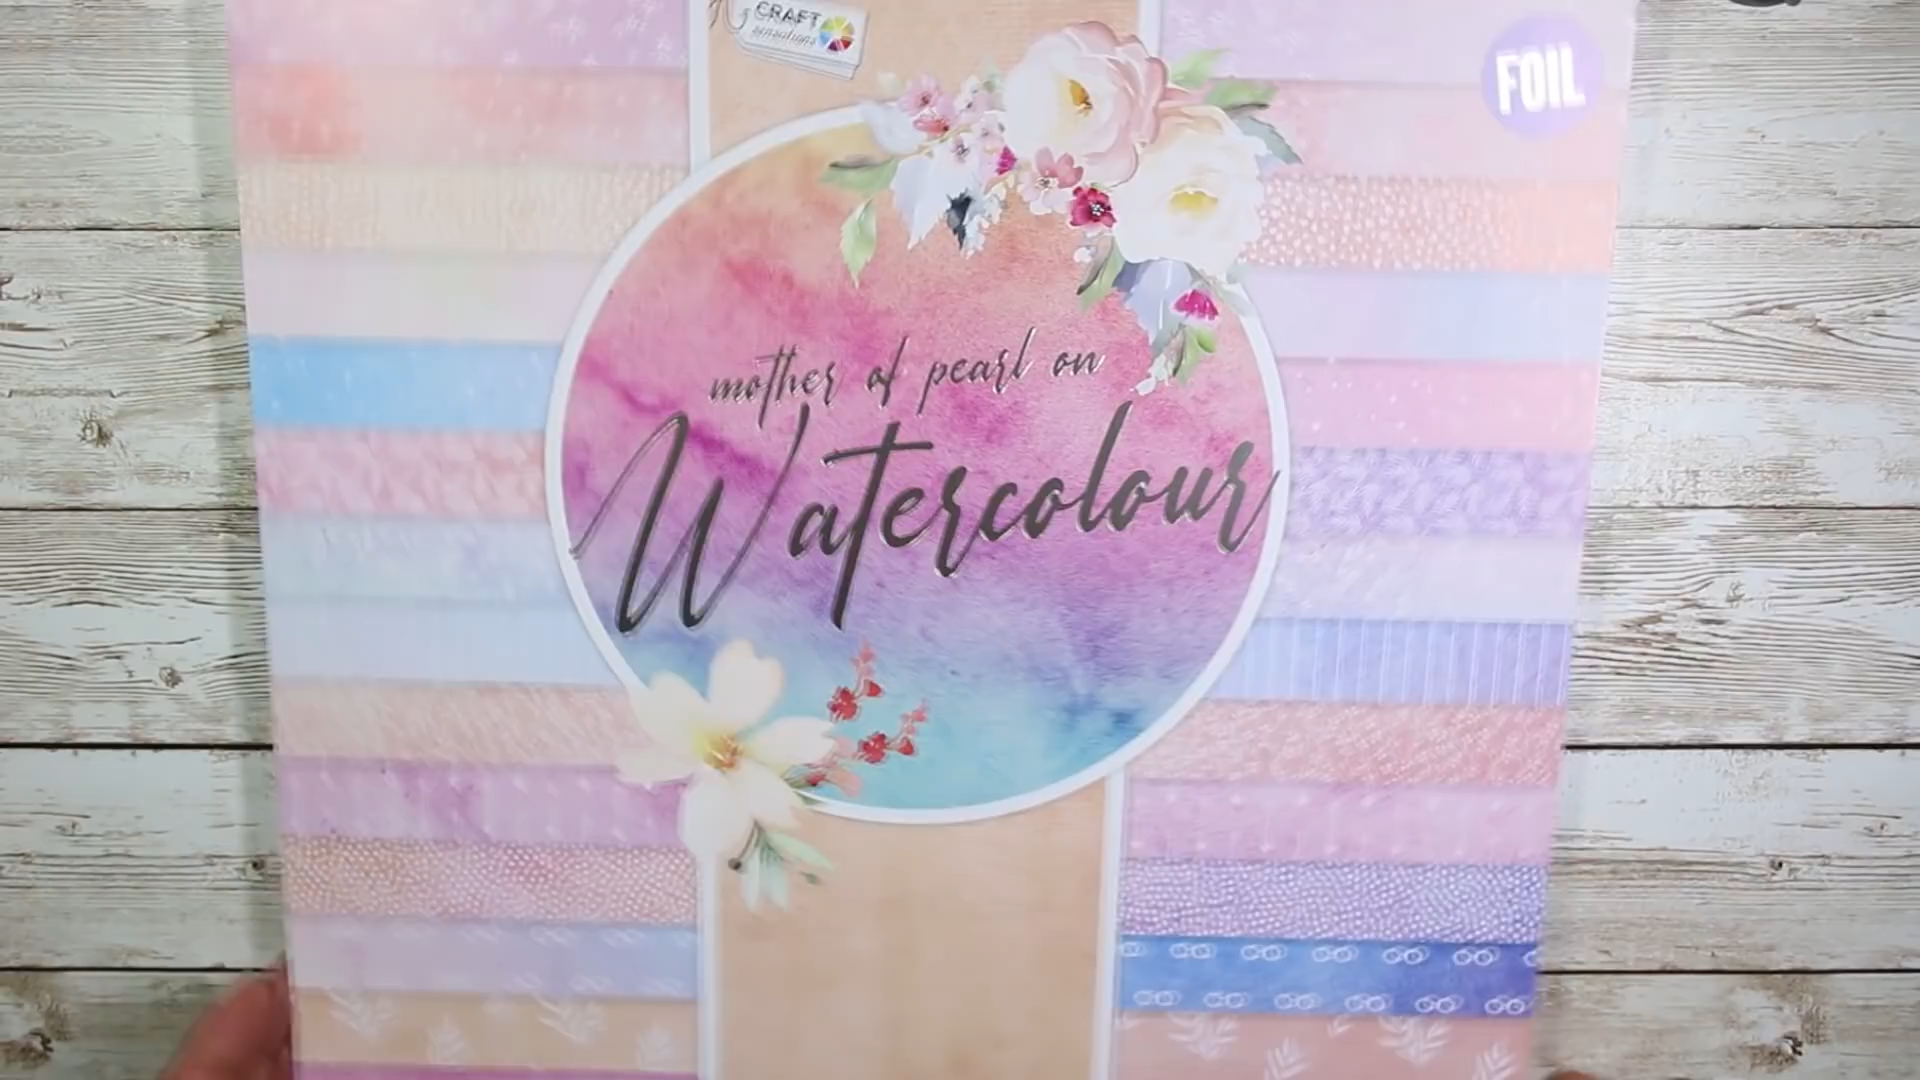 CRAFT
sensations
FOIL
mother of pearl on
Watercolour